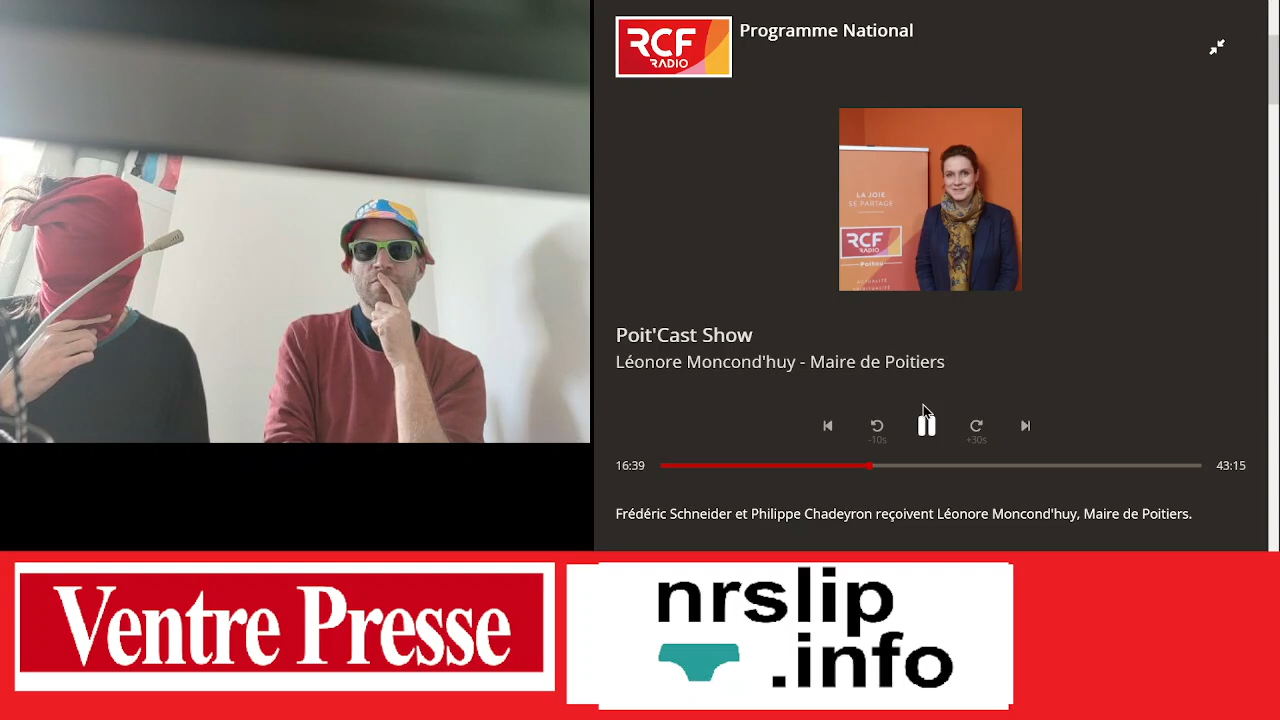 RCF
RADIO
Programme National
LA JOIE
SE PARTAGE
RCF
RADIO
Poitou
ACTUALITÉ
Poit'Cast Show
Léonore Moncond'huy - Maire de Poitiers
-10s
+30s
16:39
43:15
Frédéric Schneider et Philippe Chadeyron reçoivent Léonore Moncond'huy, Maire de Poitiers.
Ventre Presse
nrslip
.info